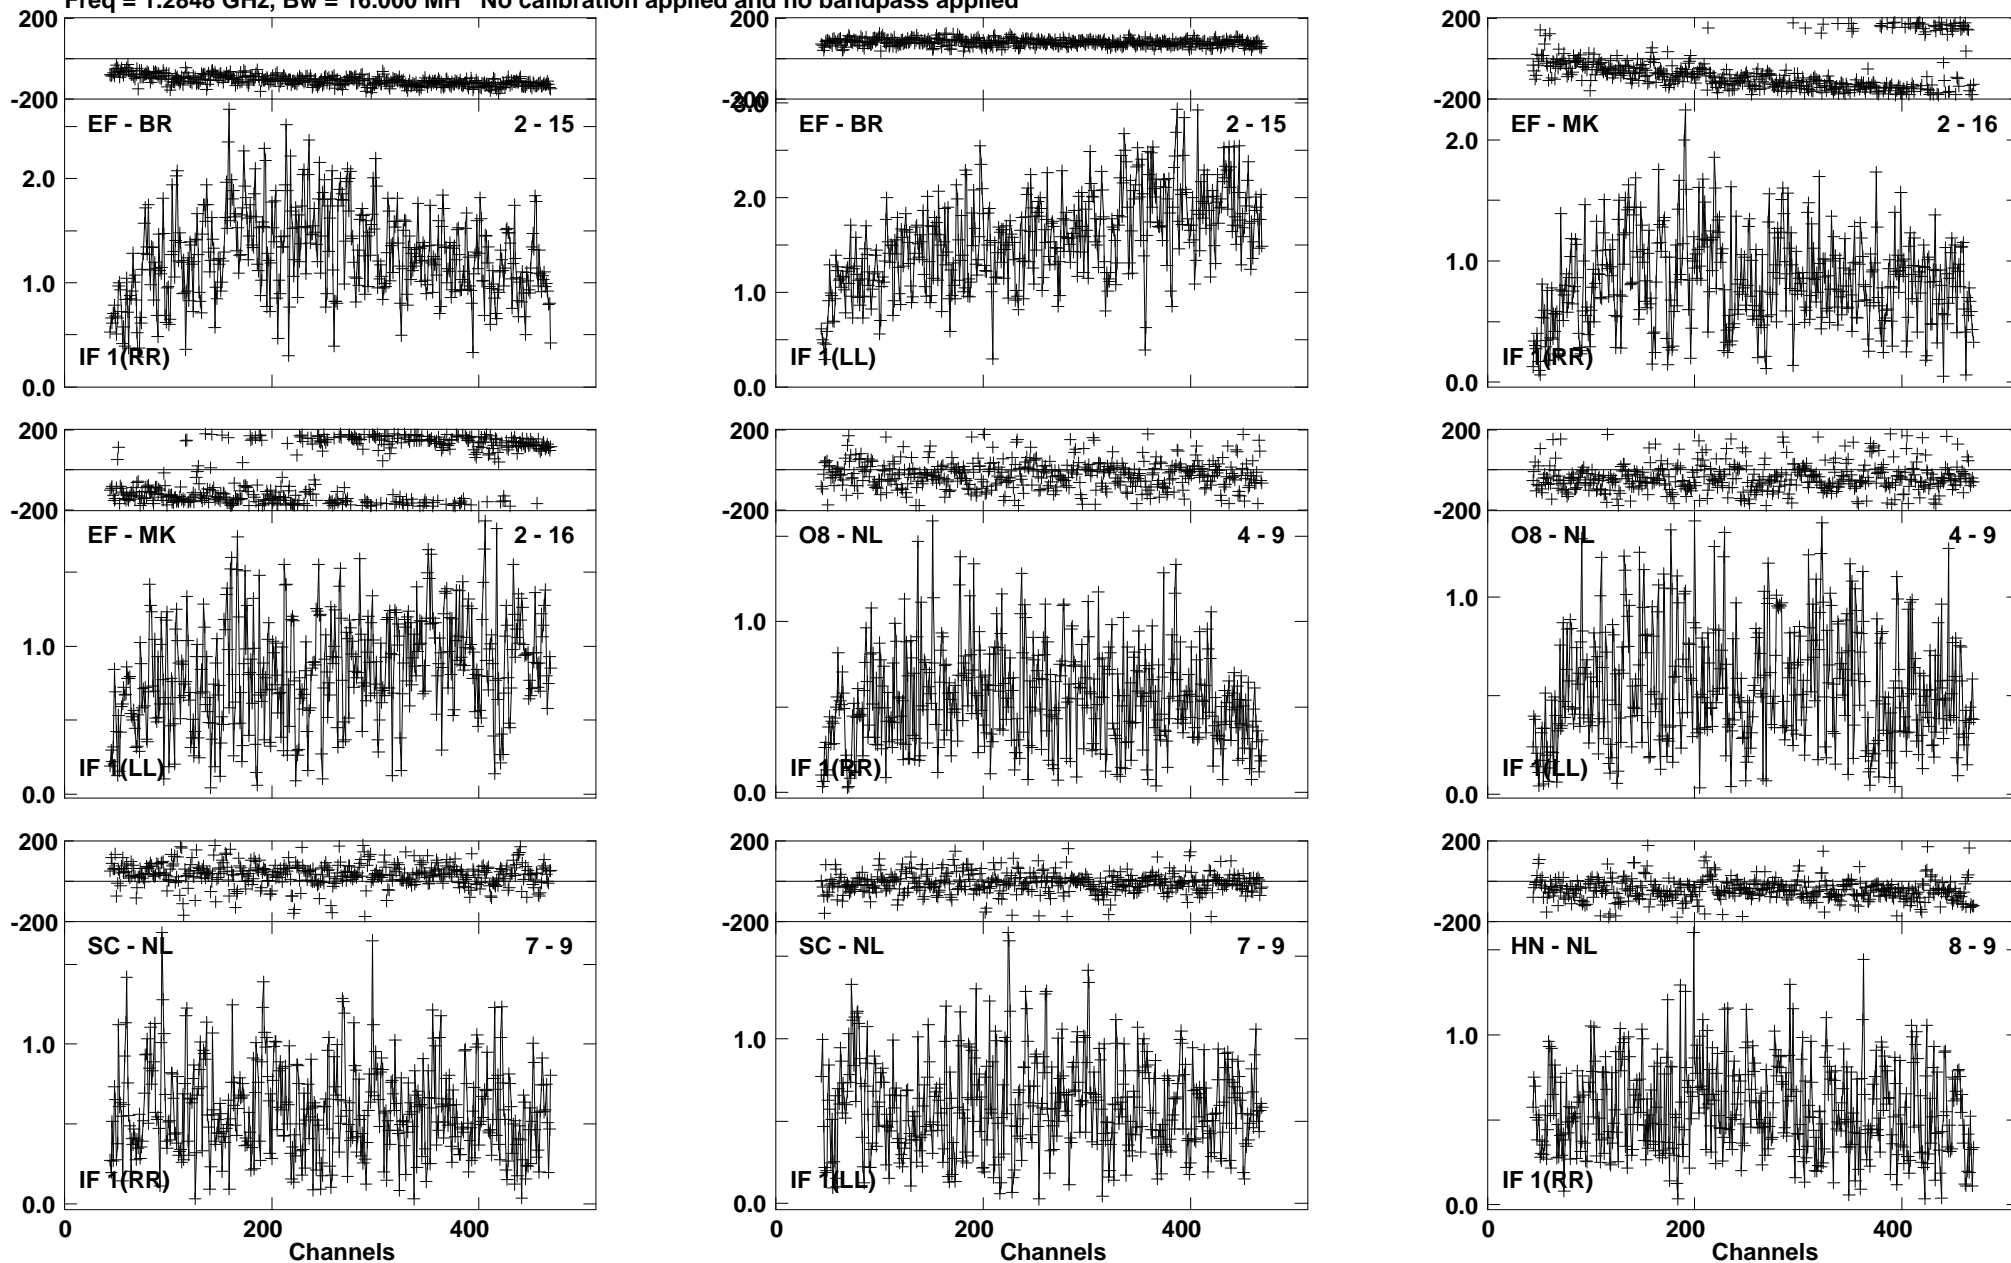 Freq = 1.2848 GHz, Bw = 16.000 MH No calibration applied and no bandpass applied
200
-200
EF - BR 2 - 15
2.0
1.0
0.0
IF 1(RR)
200
-200
3.0
EF - BR 2 - 15
2.0
1.0
0.0
IF 1(LL)
200
-200
EF - MK 2 - 16
2.0
1.0
0.0
IF 1(RR)
200
-200
EF - MK 2 - 16
1.0
0.0
IF 1(LL)
200
-200
O8 - NL 4 - 9
1.0
0.0
IF 1(RR)
200
-200
O8 - NL 4 - 9
1.0
0.0
IF 1(LL)
200
-200
SC - NL 7 - 9
1.0
0.0
IF 1(RR)
0 200 400
Channels
200
-200
SC - NL 7 - 9
1.0
0.0
IF 1(LL)
0 200 400
Channels
200
-200
HN - NL 8 - 9
1.0
0.0
IF 1(RR)
0 200 400
Channels